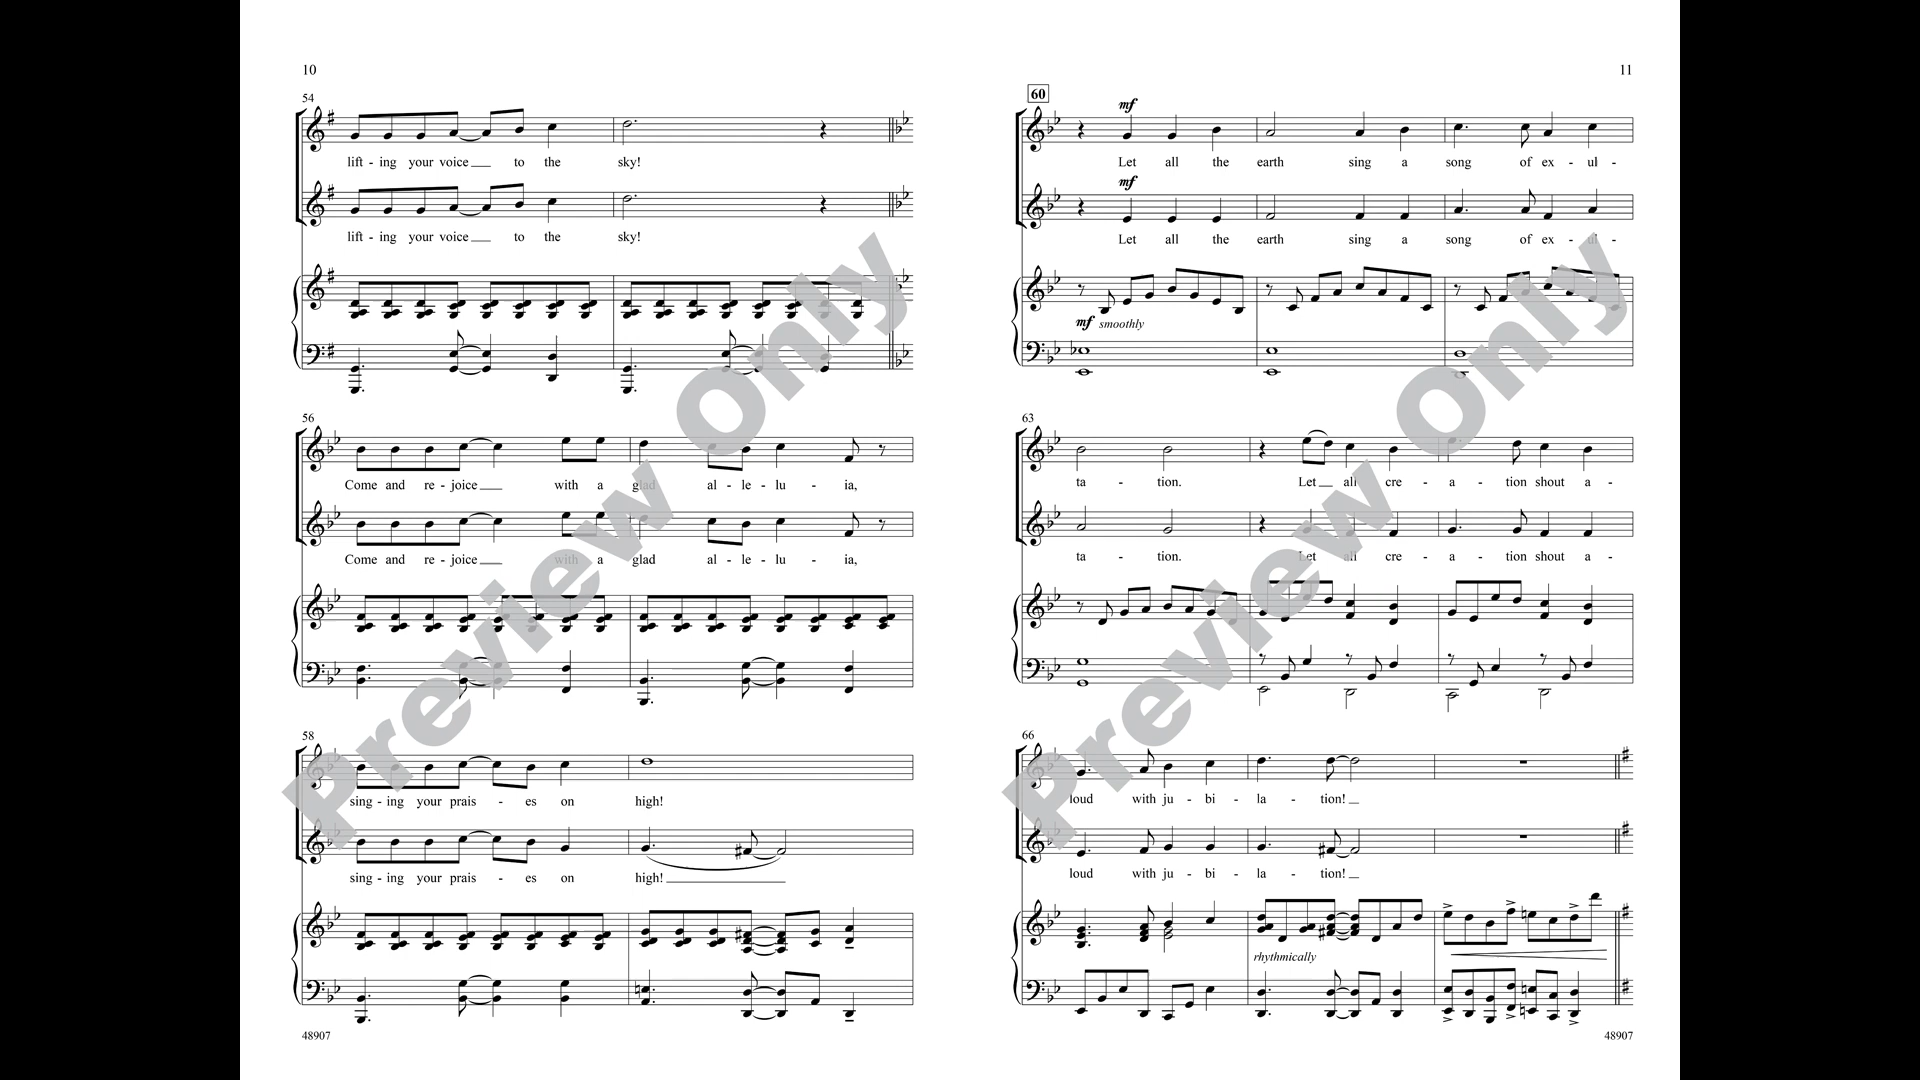 10
54
lift - ing your voice to the sky!
lift - ing your voice to the sky!
56
Come and re - joice with a glad al - le - lu - ia,
Come and re - joice with a glad al - le - lu - ia,
58
sing - ing your prais - es on high!
sing - ing your prais - es on high!
48907
Preview Only
11
60
mf
Let all the earth sing a song of ex - ul -
mf
Let all the earth sing a song of ex - ul -
mf smoothly
63
ta - tion. Let all cre - a - tion shout a -
ta - tion. Let all cre - a - tion shout a -
66
loud with ju - bi - la - tion!
loud with ju - bi - la - tion!
rhythmically
48907
Preview Only